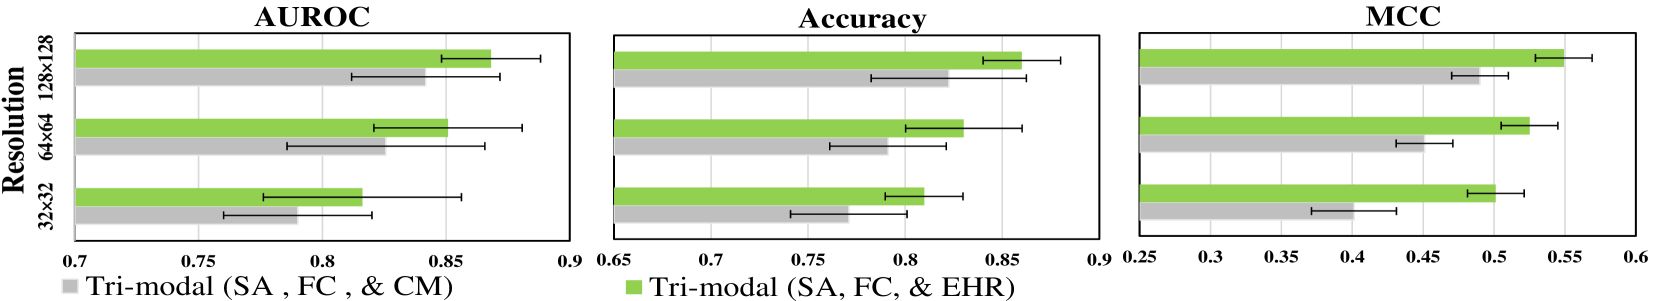 AUROC
Accuracy
MCC
Resolution
128×128
64×64
32×32
0.7 0.75 0.8 0.85 0.9
0.65 0.7 0.75 0.8 0.85 0.9
0.25 0.3 0.35 0.4 0.45 0.5 0.55 0.6
Tri-modal (SA , FC , & CM)
Tri-modal (SA, FC, & EHR)